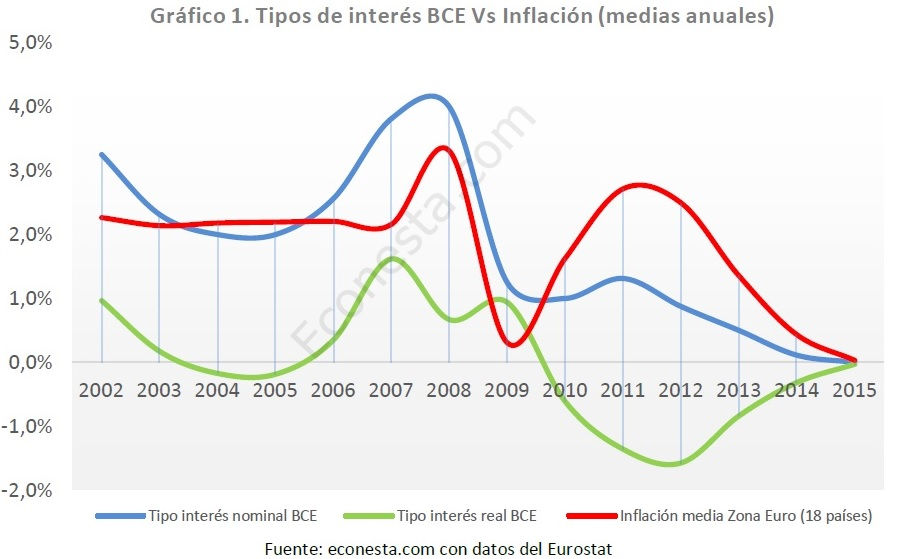 Gráfico 1. Tipos de interés BCE Vs Inflación (medias anuales)
5,0%
4,0%
3,0%
2,0%
1,0%
0,0%
-1,0%
-2,0%
2002 2003 2004 2005 2006 2007 2008 2009 2010 2011 2012 2013 2014 2015
Econesta.com
Tipo interés nominal BCE Tipo interés real BCE Inflación media Zona Euro (18 países)
Fuente: econesta.com con datos del Eurostat